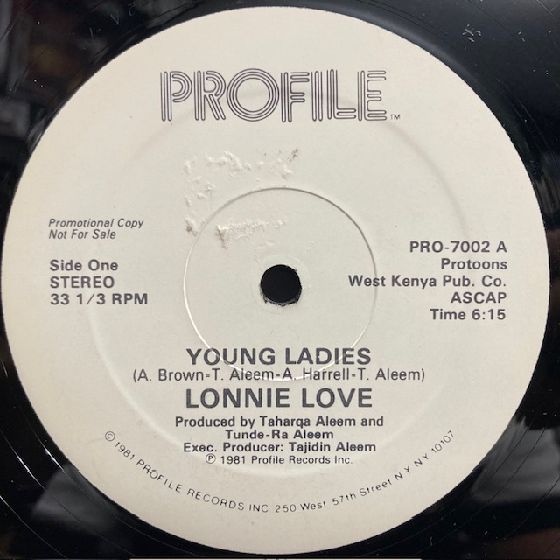 PROFILE TM
Promotional Copy
Not For Sale
Side One
STEREO
33 1/3 RPM
PRO-7002 A
Protoons
West Kenya Pub. Co.
ASCAP
Time 6:15
YOUNG LADIES
(A. Brown-T. Aleem-A. Harrell-T. Aleem)
LONNIE LOVE
Produced by Taharqa Aleem and
Tunde-Ra Aleem
Exec. Producer: Tajidin Aleem
℗ 1981 Profile Records Inc.
© 1981 PROFILE RECORDS INC. 250 West 57th Street N.Y. N.Y. 10107